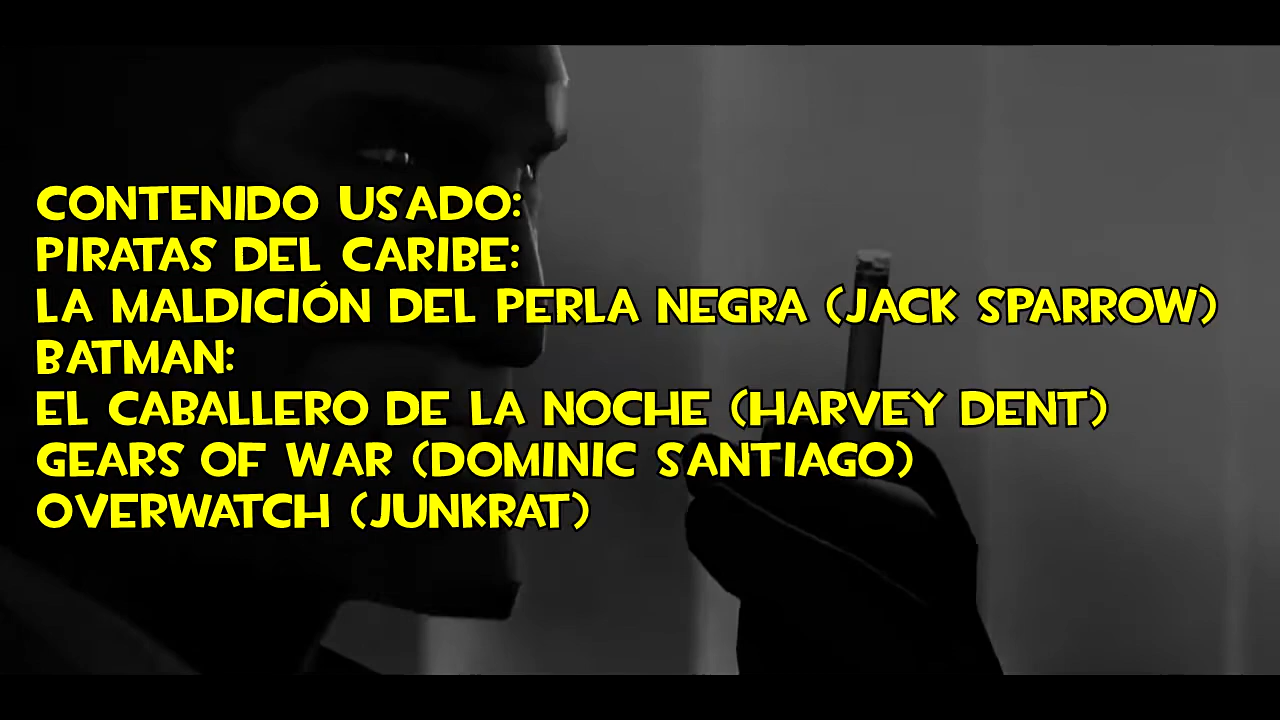 CONTENIDO USADO:
PIRATAS DEL CARIBE:
LA MALDICIÓN DEL PERLA NEGRA (JACK SPARROW)
BATMAN:
EL CABALLERO DE LA NOCHE (HARVEY DENT)
GEARS OF WAR (DOMINIC SANTIAGO)
OVERWATCH (JUNKRAT)